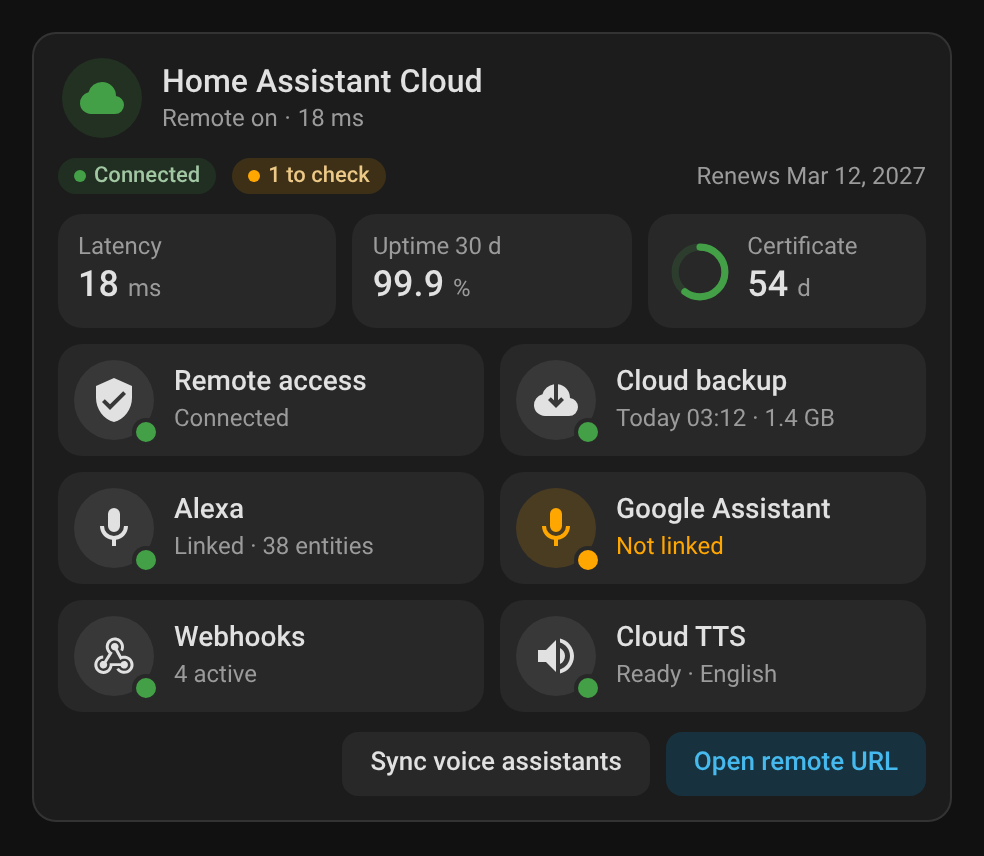 Home Assistant Cloud
Remote on · 18 ms
Connected
1 to check
Renews Mar 12, 2027
Latency
18 ms
Uptime 30 d
99.9 %
Certificate
54 d
Remote access
Connected
Cloud backup
Today 03:12 · 1.4 GB
Alexa
Linked · 38 entities
Google Assistant
Not linked
Webhooks
4 active
Cloud TTS
Ready · English
Sync voice assistants
Open remote URL